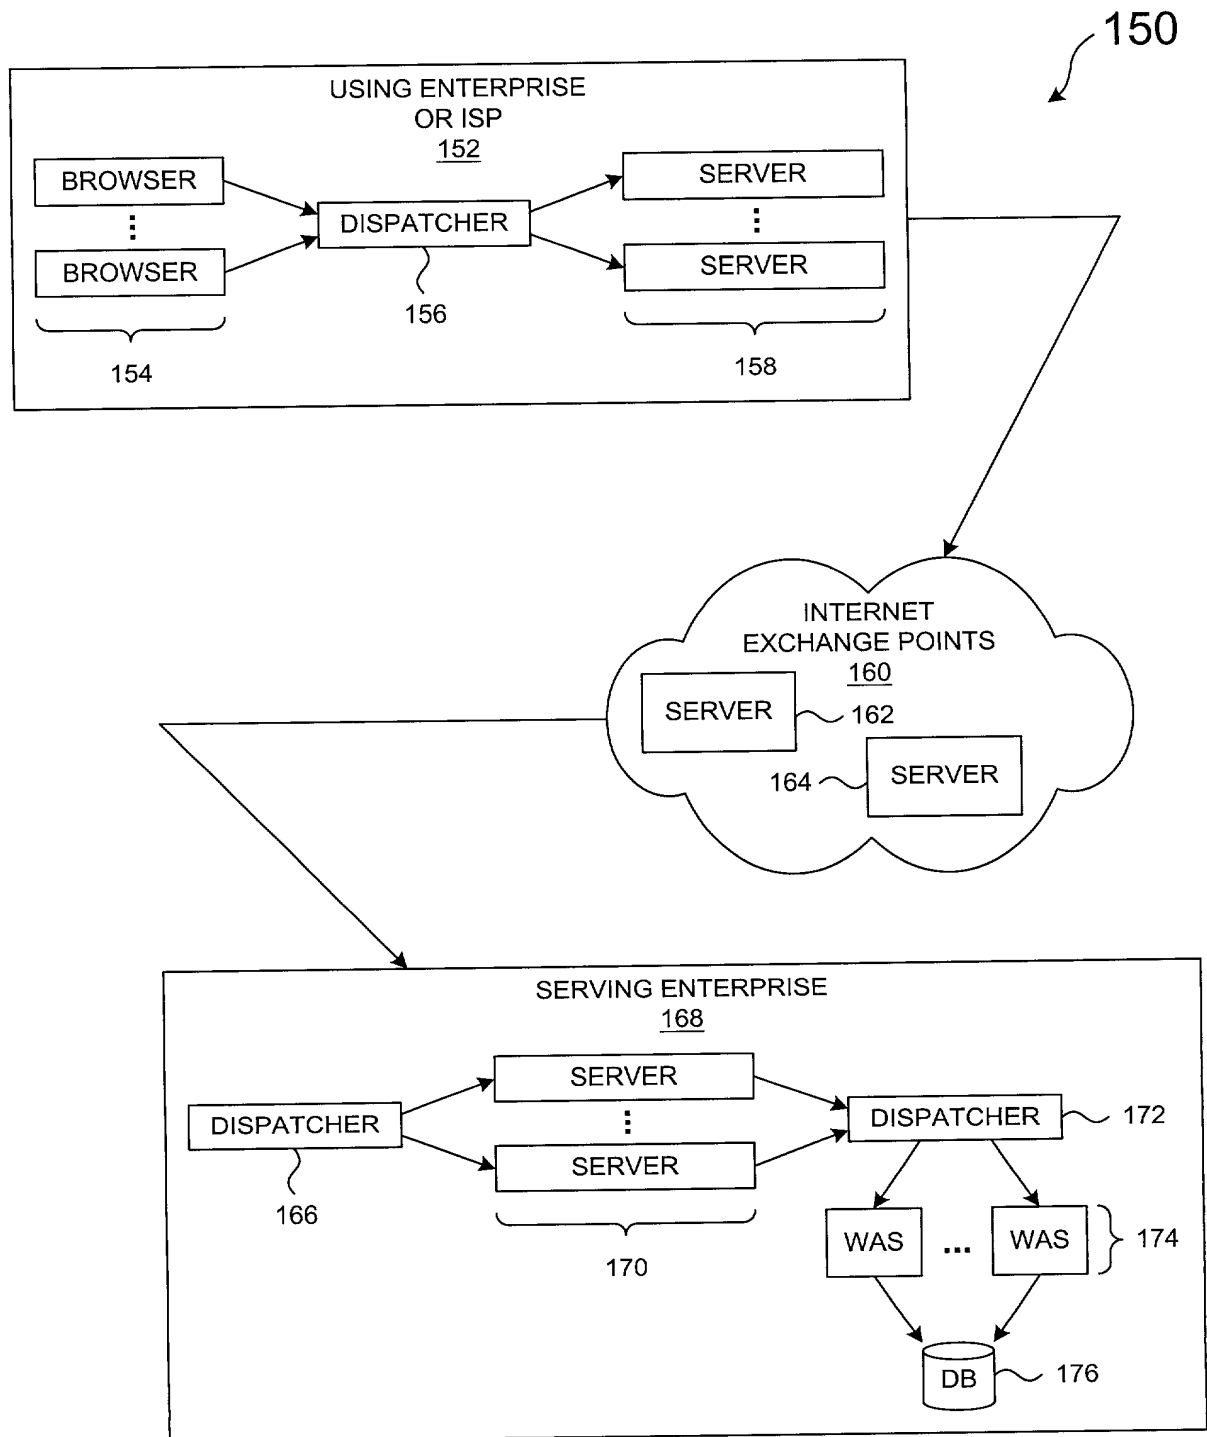 150
USING ENTERPRISE
OR ISP
152
BROWSER
SERVER
DISPATCHER
BROWSER
SERVER
156
154
158
INTERNET
EXCHANGE POINTS
160
SERVER
162
164
SERVER
SERVING ENTERPRISE
168
SERVER
DISPATCHER
DISPATCHER
172
SERVER
166
170
WAS
...
WAS
174
DB
176